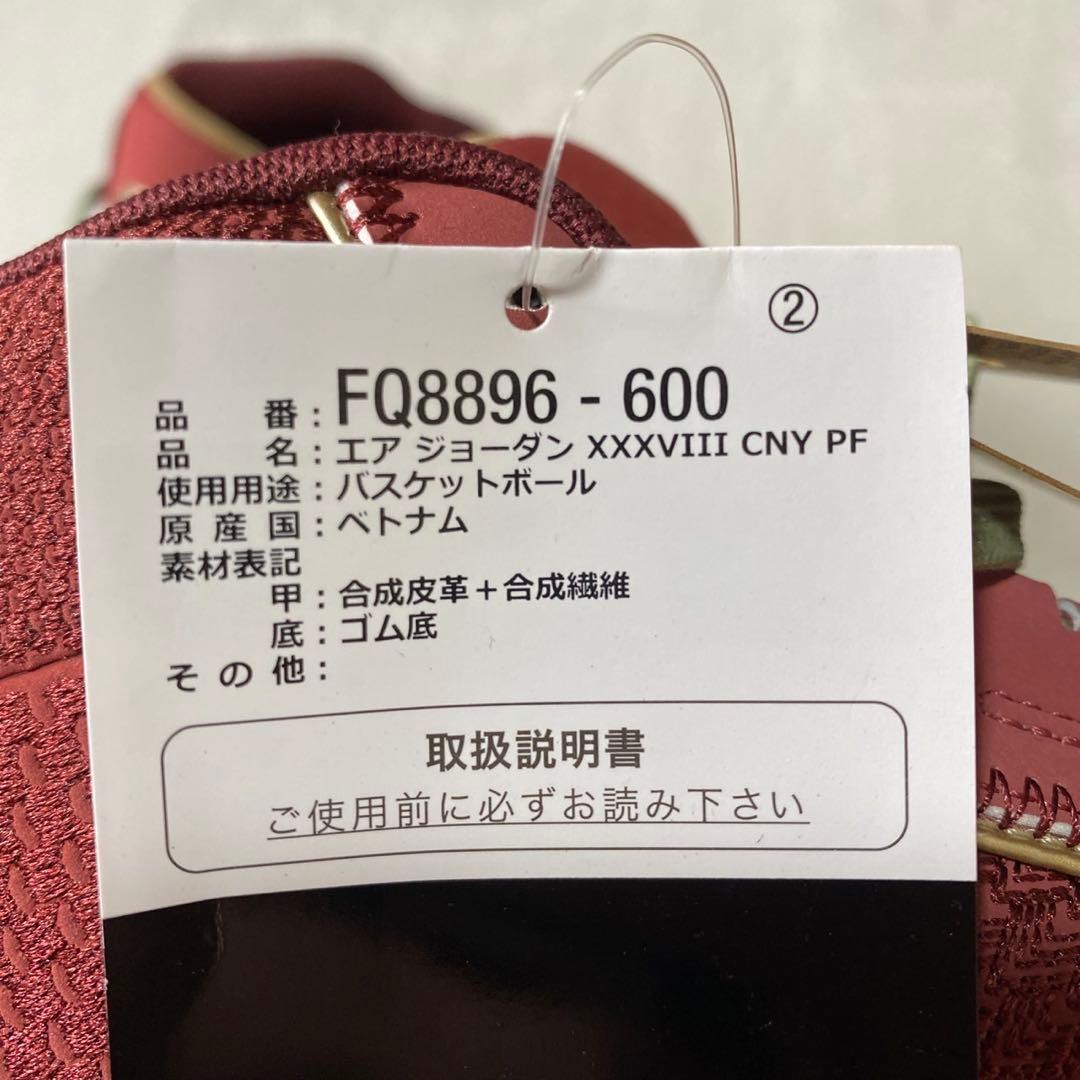 ②
品番：FQ8896 - 600
品名：エア ジョーダン XXXVIII CNY PF
使用用途：バスケットボール
原産国：ベトナム
素材表記
甲：合成皮革＋合成繊維
底：ゴム底
その他：
取扱説明書
ご使用前に必ずお読み下さい